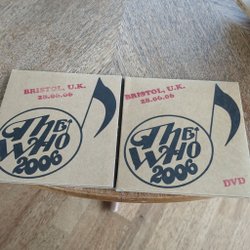 BRISTOL, U.K.
28.06.06
THE
WHO
2006
BRISTOL, U.K.
28.06.06
THE
WHO
2006
DVD